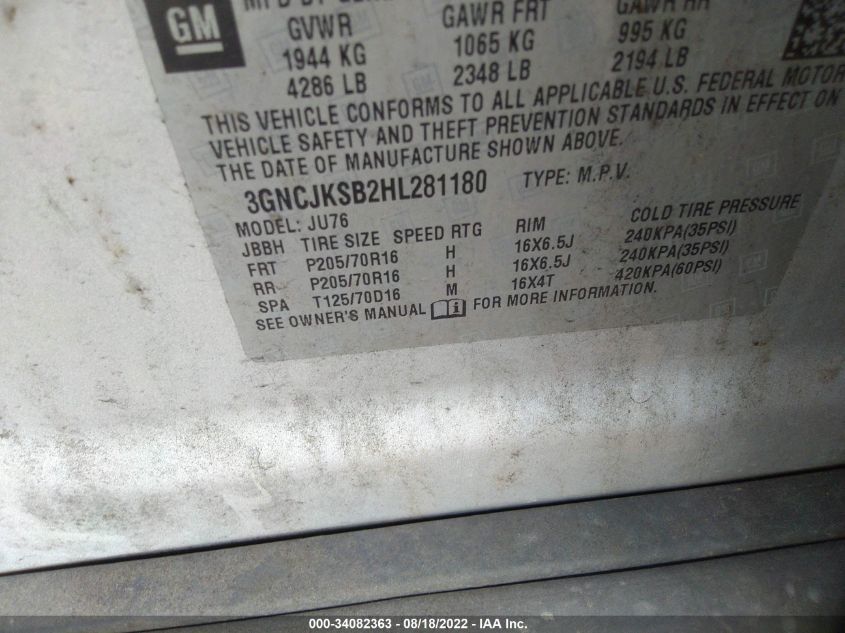 GM
GVWR GAWR FRT GAWR RR
1944 KG 1065 KG 995 KG
4286 LB 2348 LB 2194 LB
THIS VEHICLE CONFORMS TO ALL APPLICABLE U.S. FEDERAL MOTOR
VEHICLE SAFETY AND THEFT PREVENTION STANDARDS IN EFFECT ON
THE DATE OF MANUFACTURE SHOWN ABOVE.
3GNCJKSB2HL281180 TYPE: M.P.V.
MODEL: JU76
JBBH TIRE SIZE SPEED RTG RIM COLD TIRE PRESSURE
FRT P205/70R16 H 16X6.5J 240KPA(35PSI)
RR P205/70R16 H 16X6.5J 240KPA(35PSI)
SPA T125/70D16 M 16X4T 420KPA(60PSI)
SEE OWNER'S MANUAL FOR MORE INFORMATION.
000-34082363 - 08/18/2022 - IAA Inc.